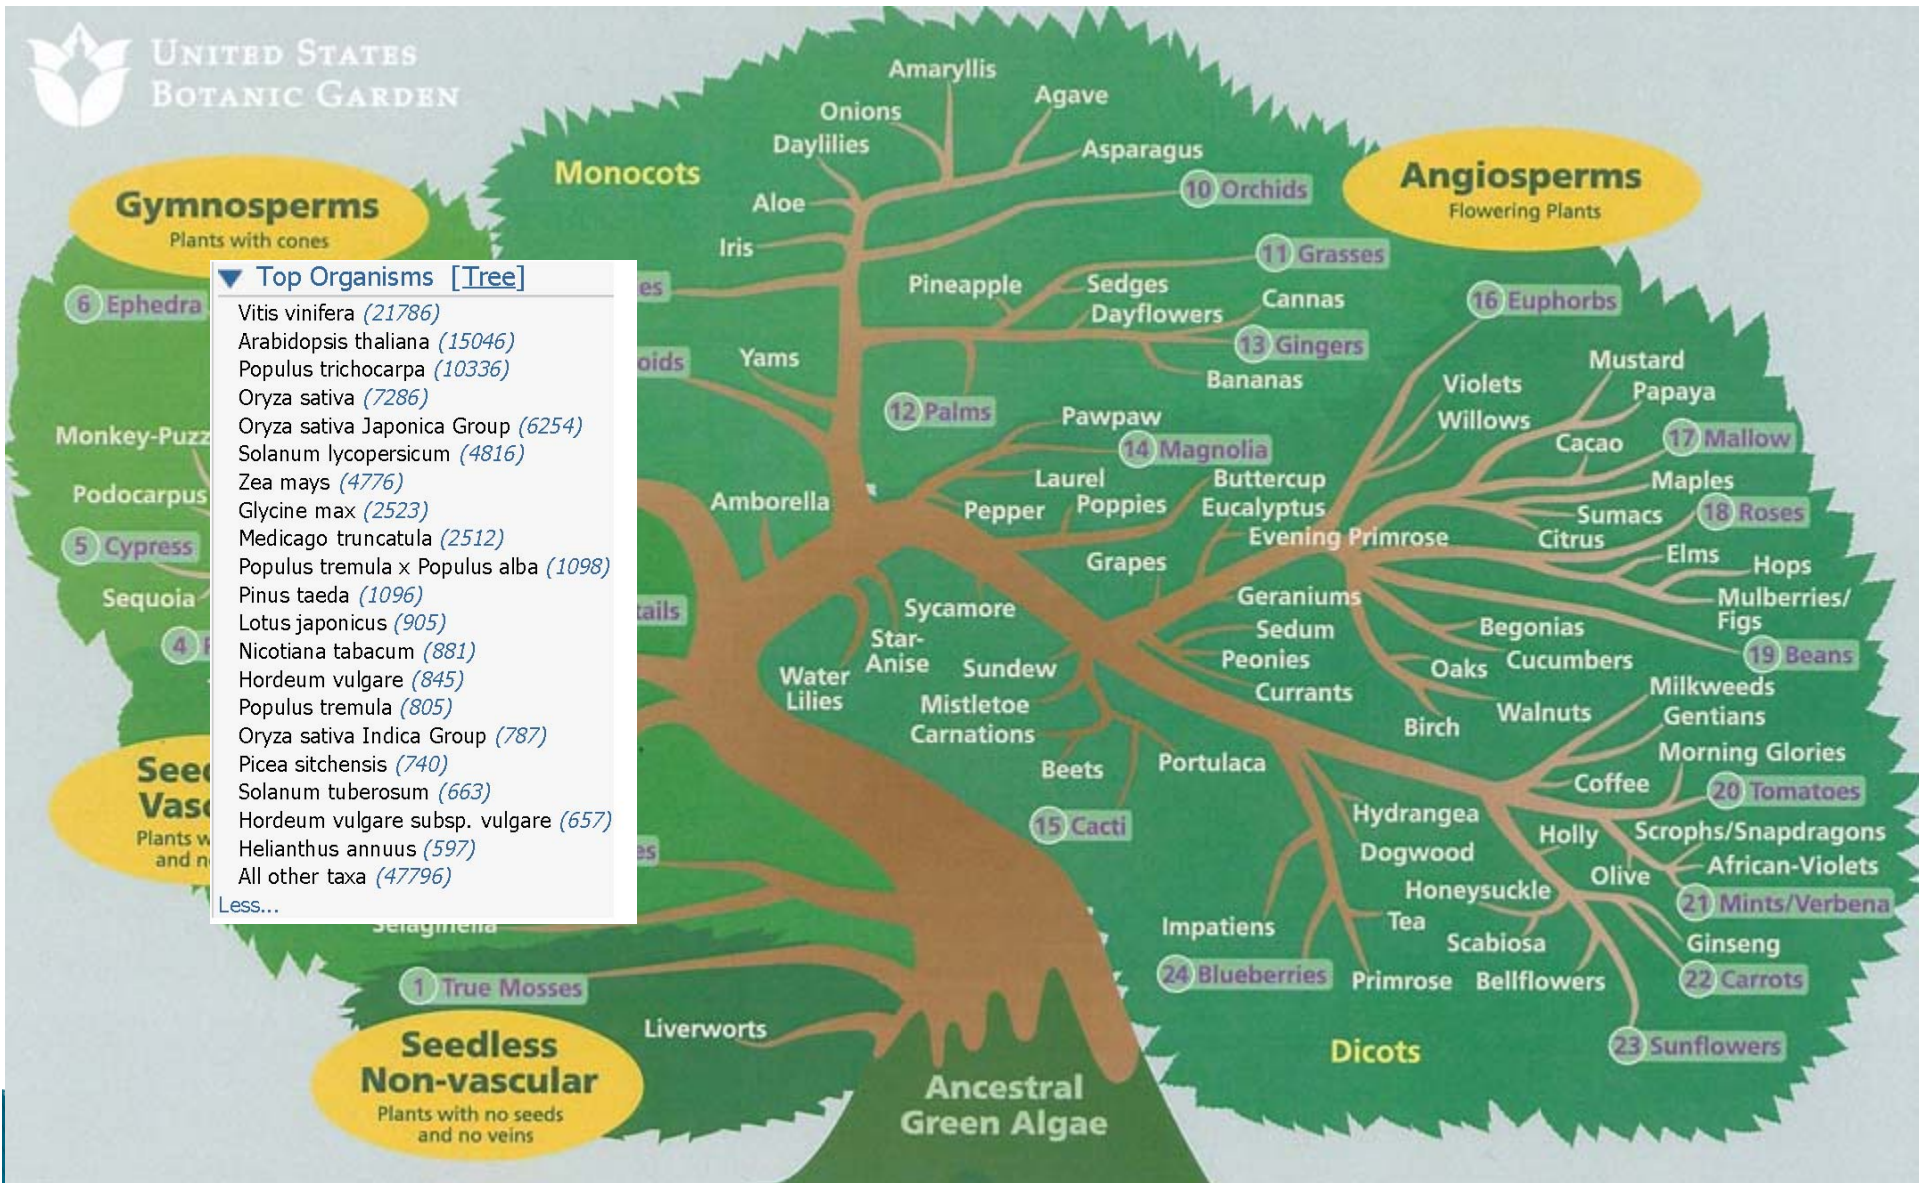 UNITED STATES
BOTANIC GARDEN
Gymnosperms
Plants with cones
6 Ephedra
5 Cypress
Podocarpus
Sequoia
4
Top Organisms [Tree]
Vitis vinifera (21786)
Arabidopsis thaliana (15046)
Populus trichocarpa (10336)
Oryza sativa (7286)
Oryza sativa Japonica Group (6254)
Solanum lycopersicum (4816)
Zea mays (4776)
Glycine max (2523)
Medicago truncatula (2512)
Populus tremula x Populus alba (1098)
Pinus taeda (1096)
Lotus japonicus (905)
Nicotiana tabacum (881)
Hordeum vulgare (845)
Populus tremula (805)
Oryza sativa Indica Group (787)
Picea sitchensis (740)
Solanum tuberosum (663)
Hordeum vulgare subsp. vulgare (657)
Helianthus annuus (597)
All other taxa (47796)
Less...
Selaginella
1 True Mosses
Liverworts
Seedless
Non-vascular
Plants with no seeds
and no veins
Ancestral
Green Algae
Monocots
Amaryllis
Onions
Agave
Daylilies
Asparagus
Aloe
10 Orchids
Iris
11 Grasses
Pineapple
Sedges
Cannas
Dayflowers
13 Gingers
Yams
Bananas
12 Palms
Angiosperms
Flowering Plants
Amborella
Pawpaw
14 Magnolia
Laurel
Pepper
Poppies
Buttercup
Eucalyptus
Evening Primrose
Grapes
Sycamore
Star-
Anise
Water
Lilies
Sundew
Mistletoe
Carnations
Beets
Portulaca
15 Cacti
Geraniums
Sedum
Peonies
Currants
16 Euphorbs
Violets
Willows
Mustard
Papaya
Cacao
17 Mallow
Maples
Sumacs
Citrus
18 Roses
Elms
Hops
Mulberries/
Figs
19 Beans
Begonias
Cucumbers
Oaks
Walnuts
Birch
Milkweeds
Gentians
Morning Glories
Coffee
20 Tomatoes
Scrophs/Snapdragons
African-Violets
Olive
21 Mints/Verbena
Hydrangea
Dogwood
Holly
Honeysuckle
Tea
Scabiosa
Ginseng
22 Carrots
Impatiens
24 Blueberries
Primrose
Bellflowers
23 Sunflowers
Dicots